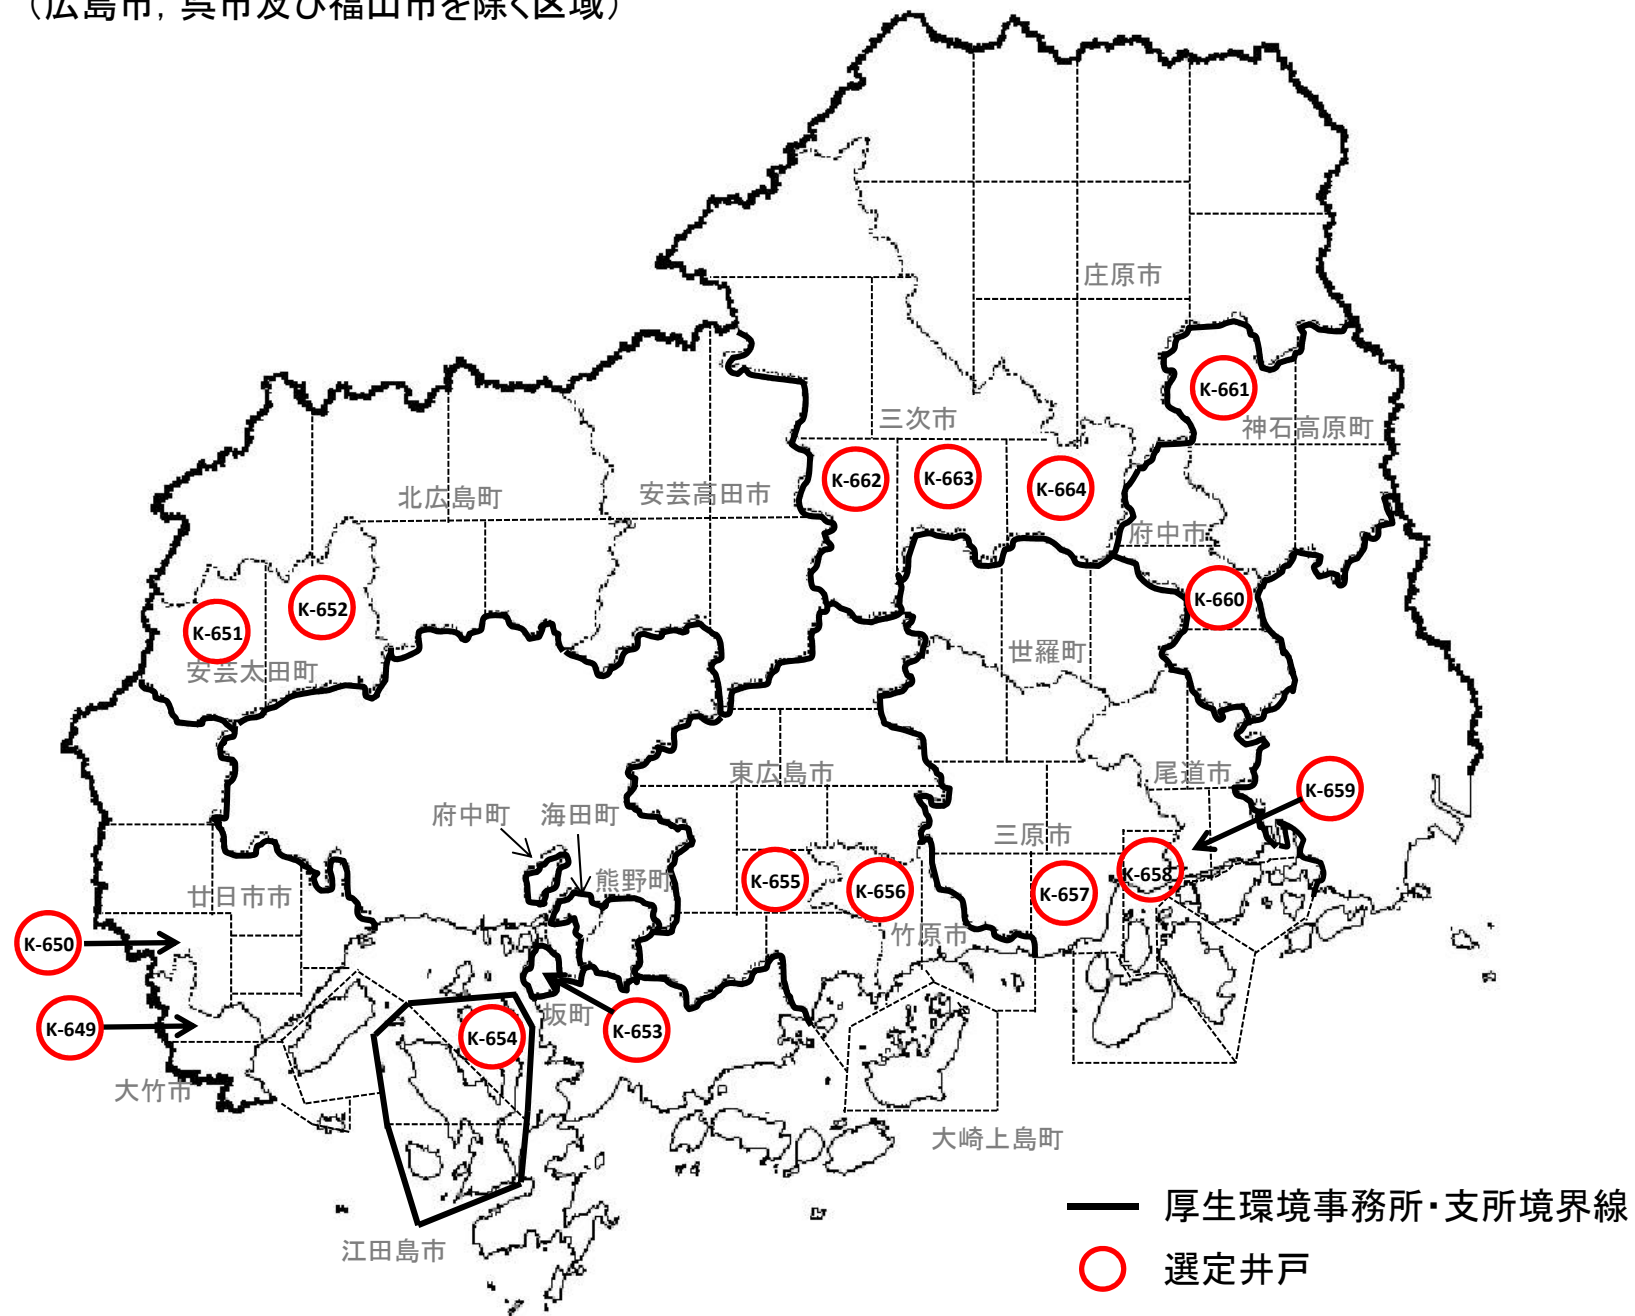 （広島市，呉市及び福山市を除く区域）
庄原市
K-661
三次市
神石高原町
K-662
K-663
K-664
北広島町
安芸高田市
府中市
K-660
K-652
K-651
安芸太田町
世羅町
東広島市
尾道市
K-659
府中町
海田町
三原市
K-658
熊野町
K-655
K-656
K-657
廿日市市
竹原市
K-650
K-649
K-654
坂町
K-653
大竹市
大崎上島町
江田島市
厚生環境事務所・支所境界線
選定井戸